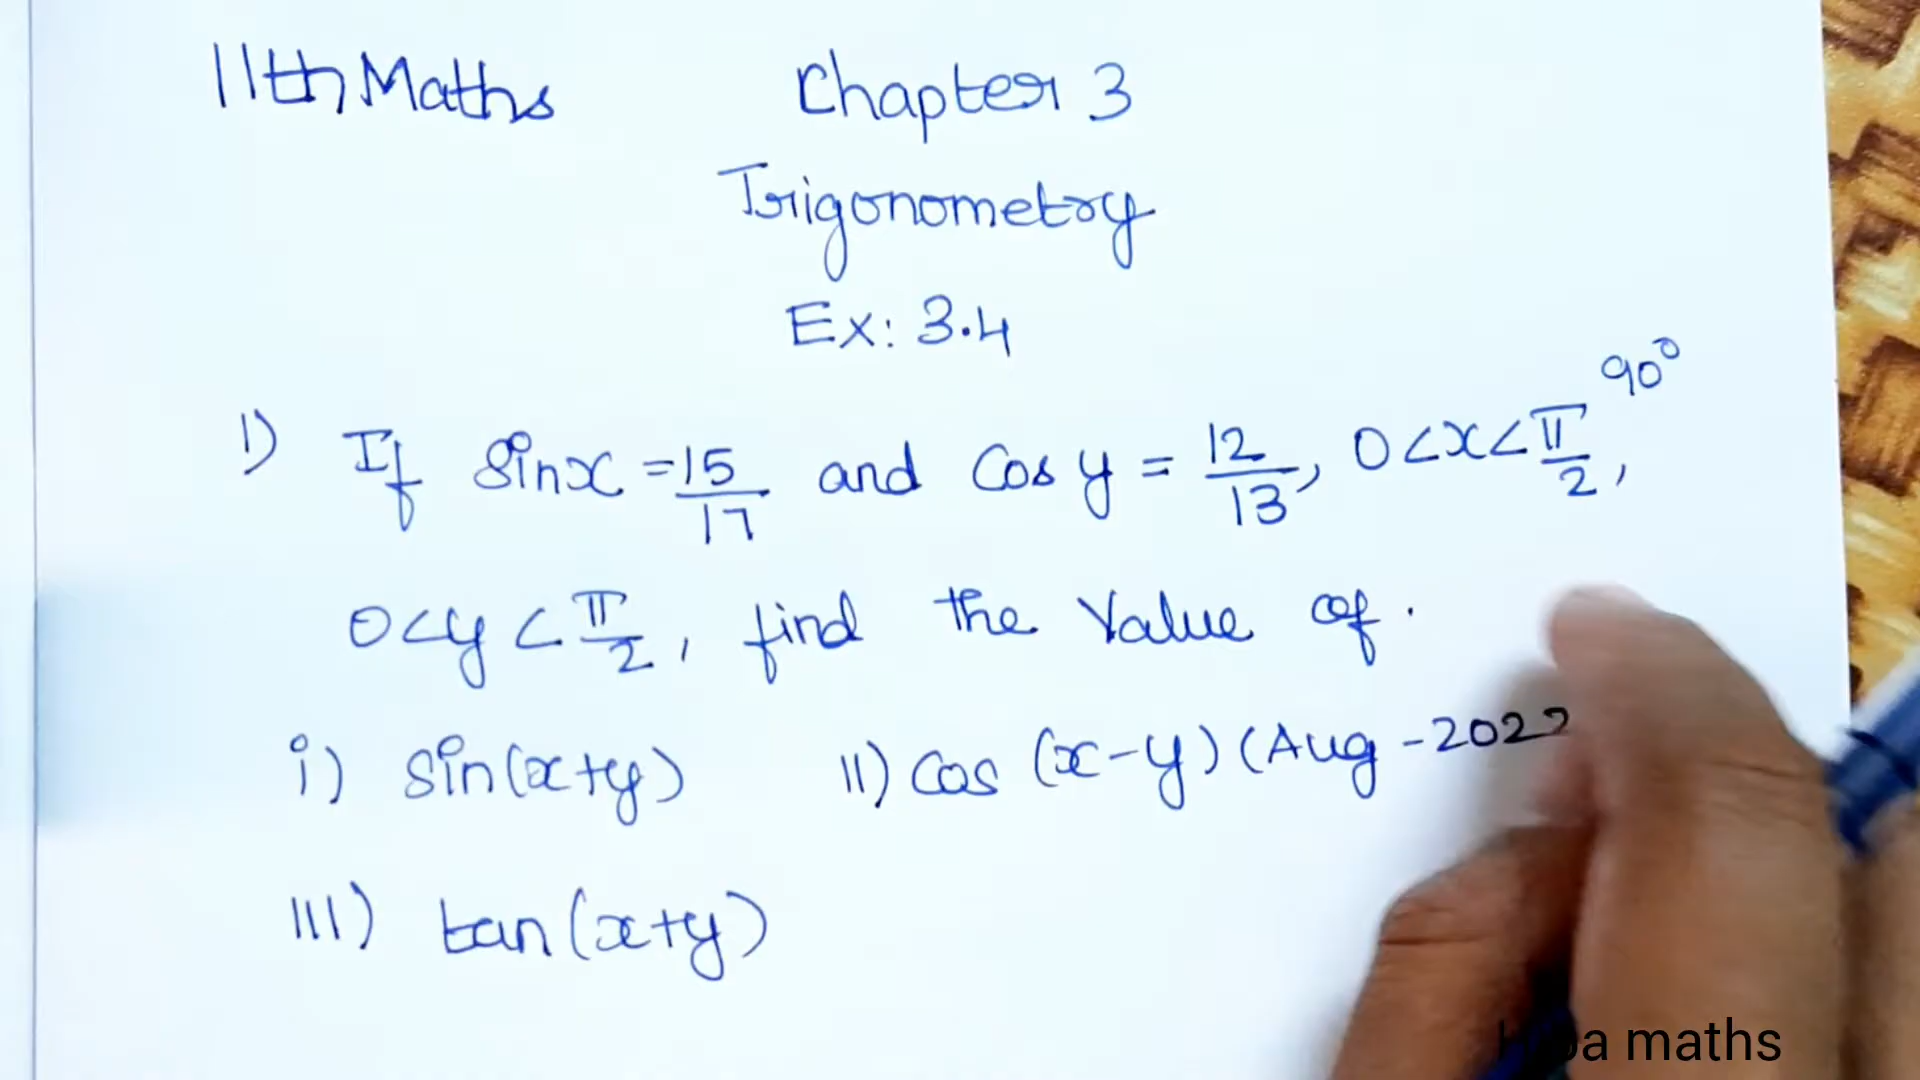 11th Maths Chapter 3
Trigonometry
Ex: 3.4
90°
1) If sin x = 15/17 and Cos y = 12/13, 0<x<π/2,
0<y<π/2, find the Value of.
i) sin(x+y) ii) Cos (x-y) (Aug-2022
iii) tan(x+y)
maths